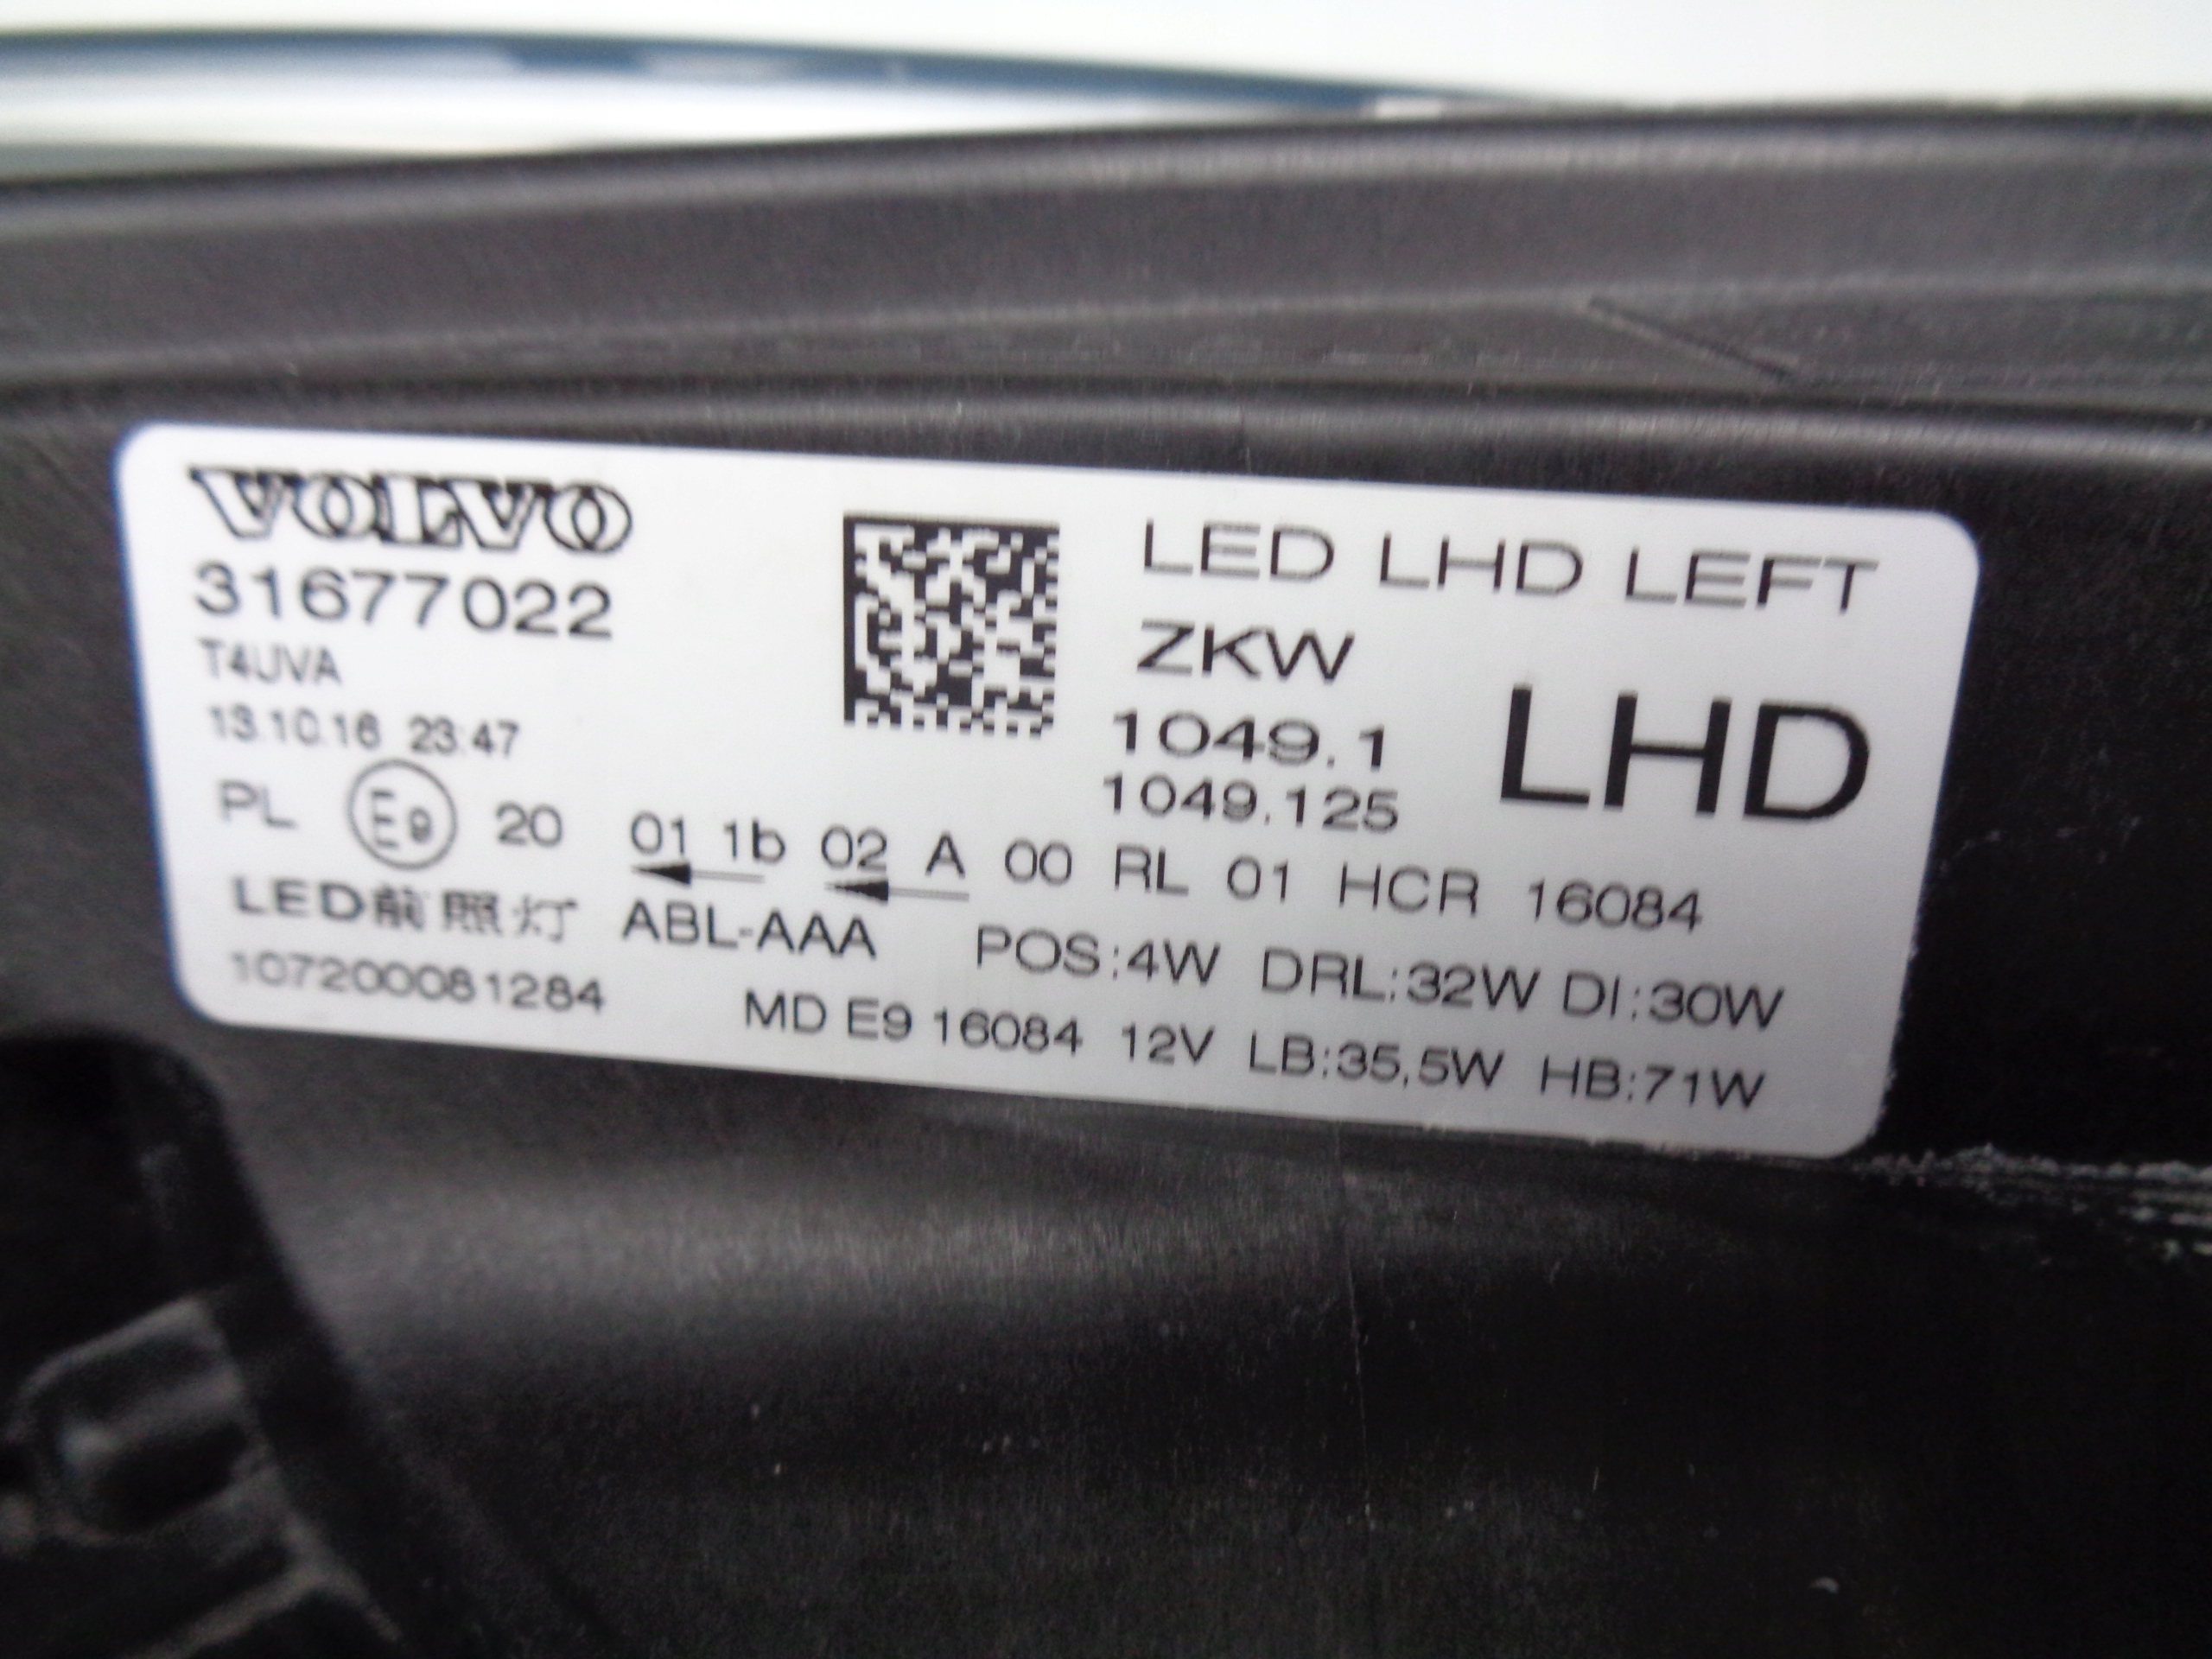 VOLVO
31677022
T4JVA
13.10.16 23:47
LED LHD LEFT
ZKW
1049.1
1049.125
LHD
PL E9 20 01 1b 02 A 00 RL 01 HCR 16084
LED前照灯 ABL-AAA POS:4W DRL:32W DI:30W
107200081284 MD E9 16084 12V LB:35,5W HB:71W